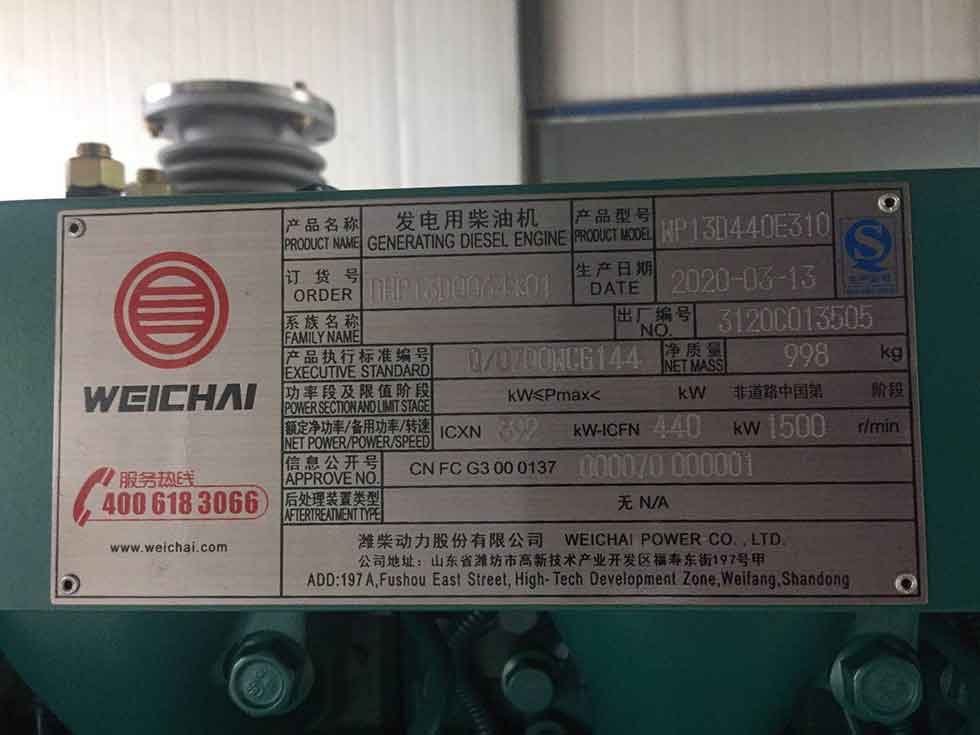 产品名称 发电用柴油机 产品型号 WP13D440E310
PRODUCT NAME GENERATING DIESEL ENGINE PRODUCT MODEL
订货号 生产日期 2020-03-13
ORDER DATE
系族名称 出厂编号 3120C013505
FAMILY NAME NO.
产品执行标准编号 净质量 998 kg
EXECUTIVE STANDARD NET MASS
功率段及限值阶段 kW≤Pmax< kW 非道路中国第 阶段
POWER SECTION AND LIMIT STAGE
额定净功率/备用功率/转速 ICXN 392 kW-ICFN 440 kW 1500 r/min
NET POWER/POWER/SPEED
信息公开号 CN FC G3 00 0137 000001
APPROVE NO.
后处理装置类型 无 N/A
AFTERTREATMENT TYPE
WEICHAI
服务热线
400 618 3066
www.weichai.com
潍柴动力股份有限公司 WEICHAI POWER CO., LTD.
公司地址: 山东省潍坊市高新技术产业开发区福寿东街197号甲
ADD:197 A,Fushou East Street, High-Tech Development Zone,Weifang,Shandong